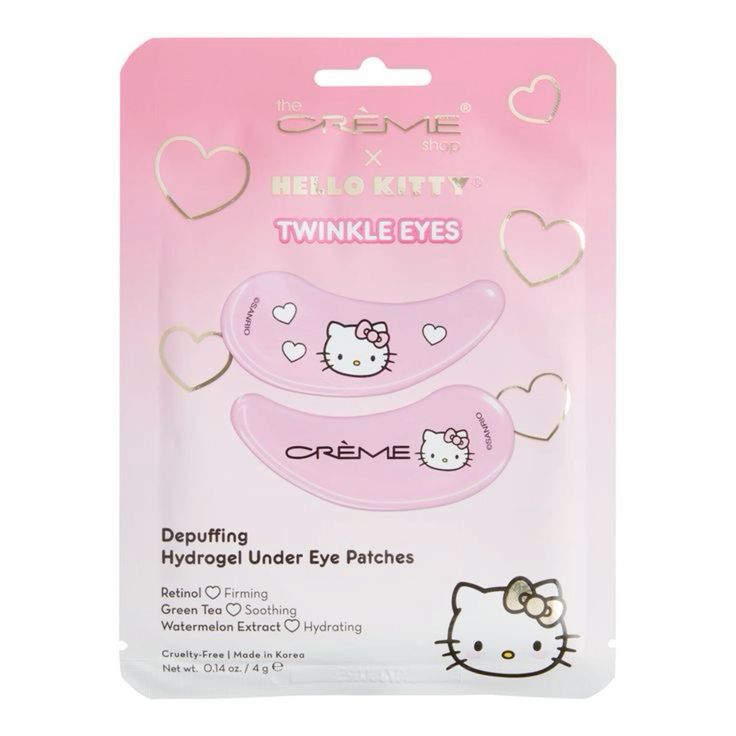 the
CRÈME®
shop
×
HELLO KITTY®
TWINKLE EYES
©SANRIO
CRÈME
©SANRIO
Depuffing
Hydrogel Under Eye Patches
Retinol ♡ Firming
Green Tea ♡ Soothing
Watermelon Extract ♡ Hydrating
Cruelty-Free | Made in Korea
Net wt. 0.14 oz. / 4 g ℮